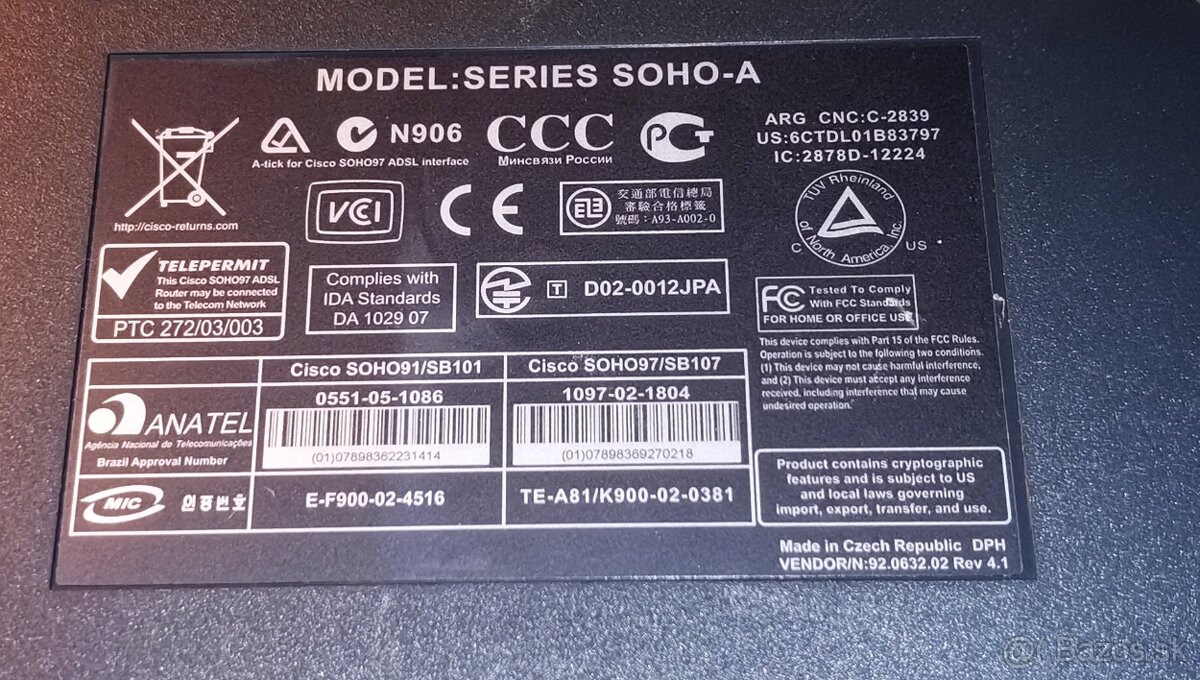 MODEL:SERIES SOHO-A
N906
A-tick for Cisco SOHO97 ADSL interface
CCC
Минсвязи России
РСТ
ARG CNC:C-2839
US:6CTDL01B83797
IC:2878D-12224
http://cisco-returns.com
VCCI
CE
交通部電信總局
審驗合格標籤
號碼：A93-A002-0
TÜV Rheinland
of North America, Inc.
C US
TELEPERMIT
This Cisco SOHO97 ADSL
Router may be connected
to the Telecom Network
PTC 272/03/003
Complies with
IDA Standards
DA 1029 07
T D02-0012JPA
FC Tested To Comply
With FCC Standards
FOR HOME OR OFFICE USE
This device complies with Part 15 of the FCC Rules.
Operation is subject to the following two conditions.
(1) This device may not cause harmful interference,
and (2) This device must accept any interference
received, including interference that may cause
undesired operation.
Cisco SOHO91/SB101
Cisco SOHO97/SB107
ANATEL
Agência Nacional de Telecomunicações
Brazil Approval Number
0551-05-1086
(01)07898362231414
1097-02-1804
(01)07898369270218
MIC 인증번호
E-F900-02-4516
TE-A81/K900-02-0381
Product contains cryptographic
features and is subject to US
and local laws governing
import, export, transfer, and use.
Made in Czech Republic DPH
VENDOR/N:92.0632.02 Rev 4.1
Bazos.sk